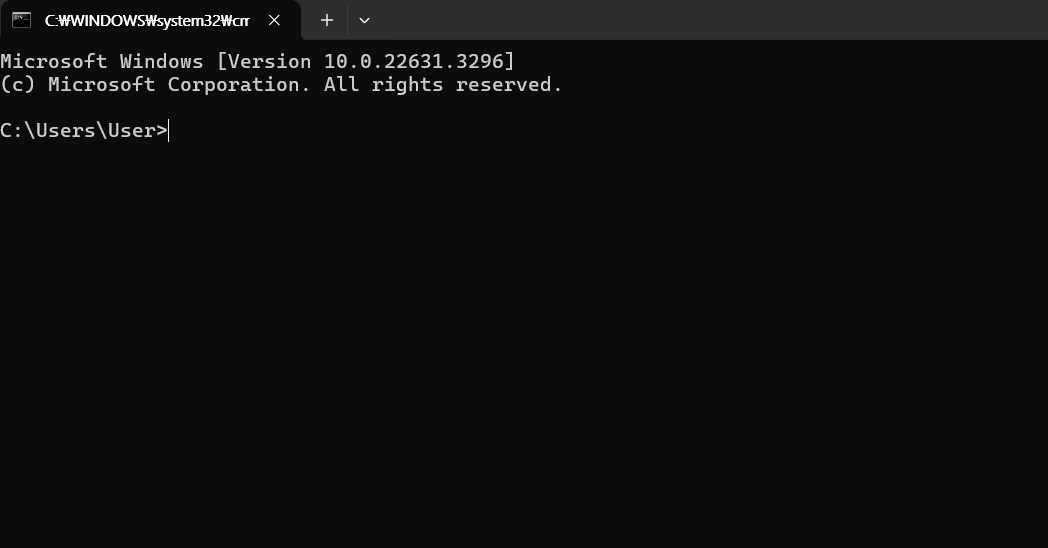 C:₩WINDOWS₩system32₩cm
Microsoft Windows [Version 10.0.22631.3296]
(c) Microsoft Corporation. All rights reserved.
C:\Users\User>